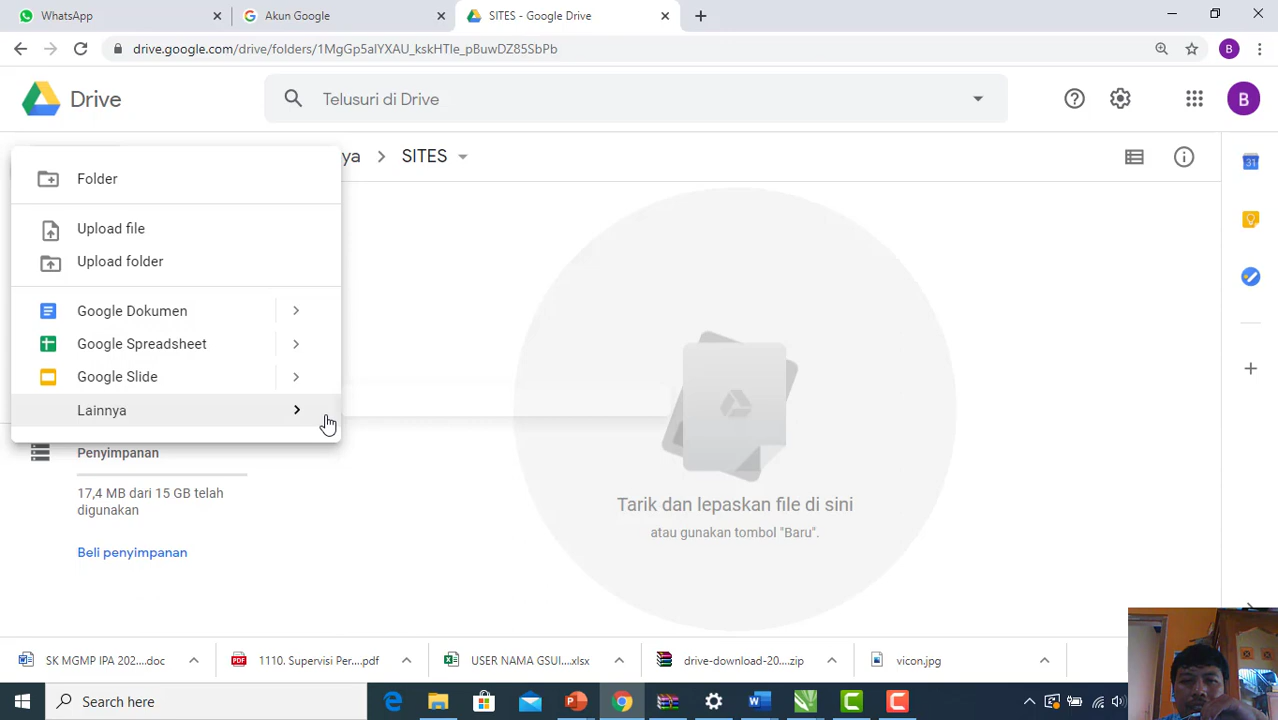 WhatsApp
Akun Google
SITES - Google Drive
drive.google.com/drive/folders/1MgGp5aIYXAU_kskHTle_pBuwDZ85SbPb
B
Drive
Telusuri di Drive
B
ya
SITES
31
Folder
Upload file
Upload folder
Google Dokumen
Google Spreadsheet
Google Slide
Lainnya
Penyimpanan
17,4 MB dari 15 GB telah
digunakan
Beli penyimpanan
Tarik dan lepaskan file di sini
atau gunakan tombol "Baru".
SK MGMP IPA 202....doc
1110. Supervisi Per....pdf
USER NAMA GSUI....xlsx
drive-download-20....zip
vicon.jpg
Search here